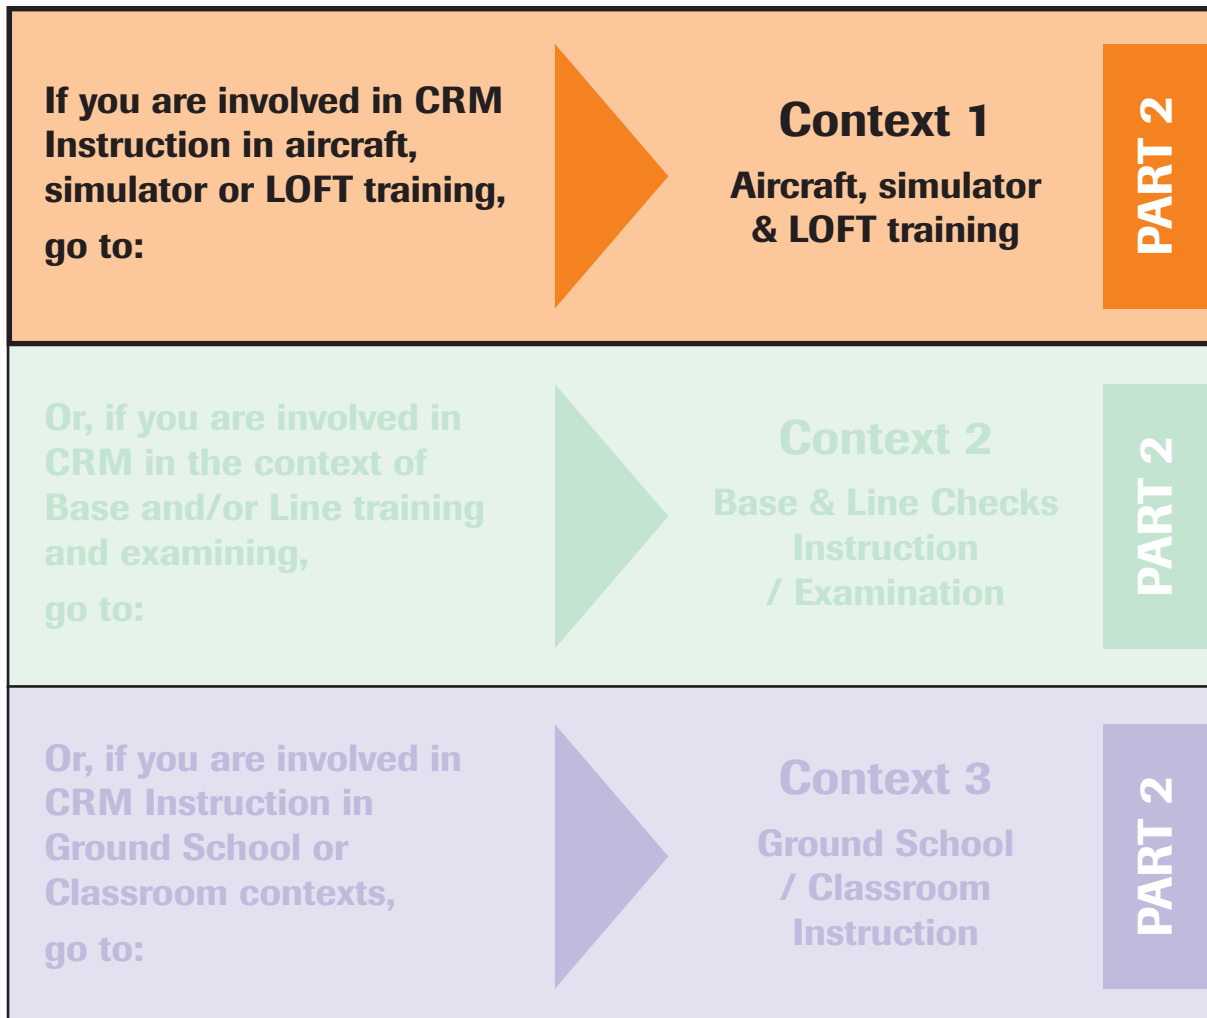 If you are involved in CRM
Instruction in aircraft,
simulator or LOFT training,
go to:
Context 1
Aircraft, simulator
& LOFT training
PART 2
Or, if you are involved in
CRM in the context of
Base and/or Line training
and examining,
go to:
Context 2
Base & Line Checks
Instruction
/ Examination
PART 2
Or, if you are involved in
CRM Instruction in
Ground School or
Classroom contexts,
go to:
Context 3
Ground School
/ Classroom
Instruction
PART 2